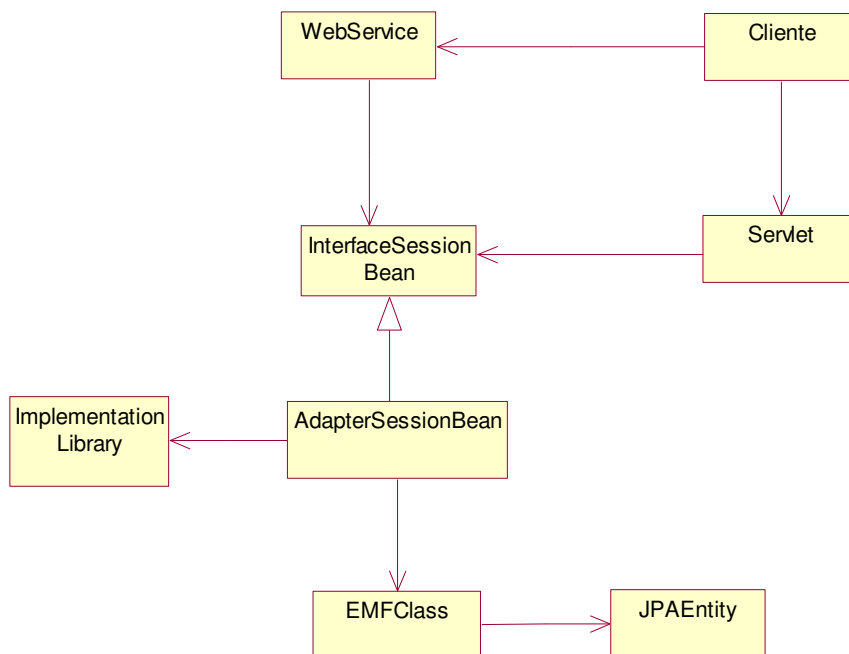 WebService
Cliente
InterfaceSession
Bean
Servlet
Implementation
Library
AdapterSessionBean
EMFClass
JPAEntity